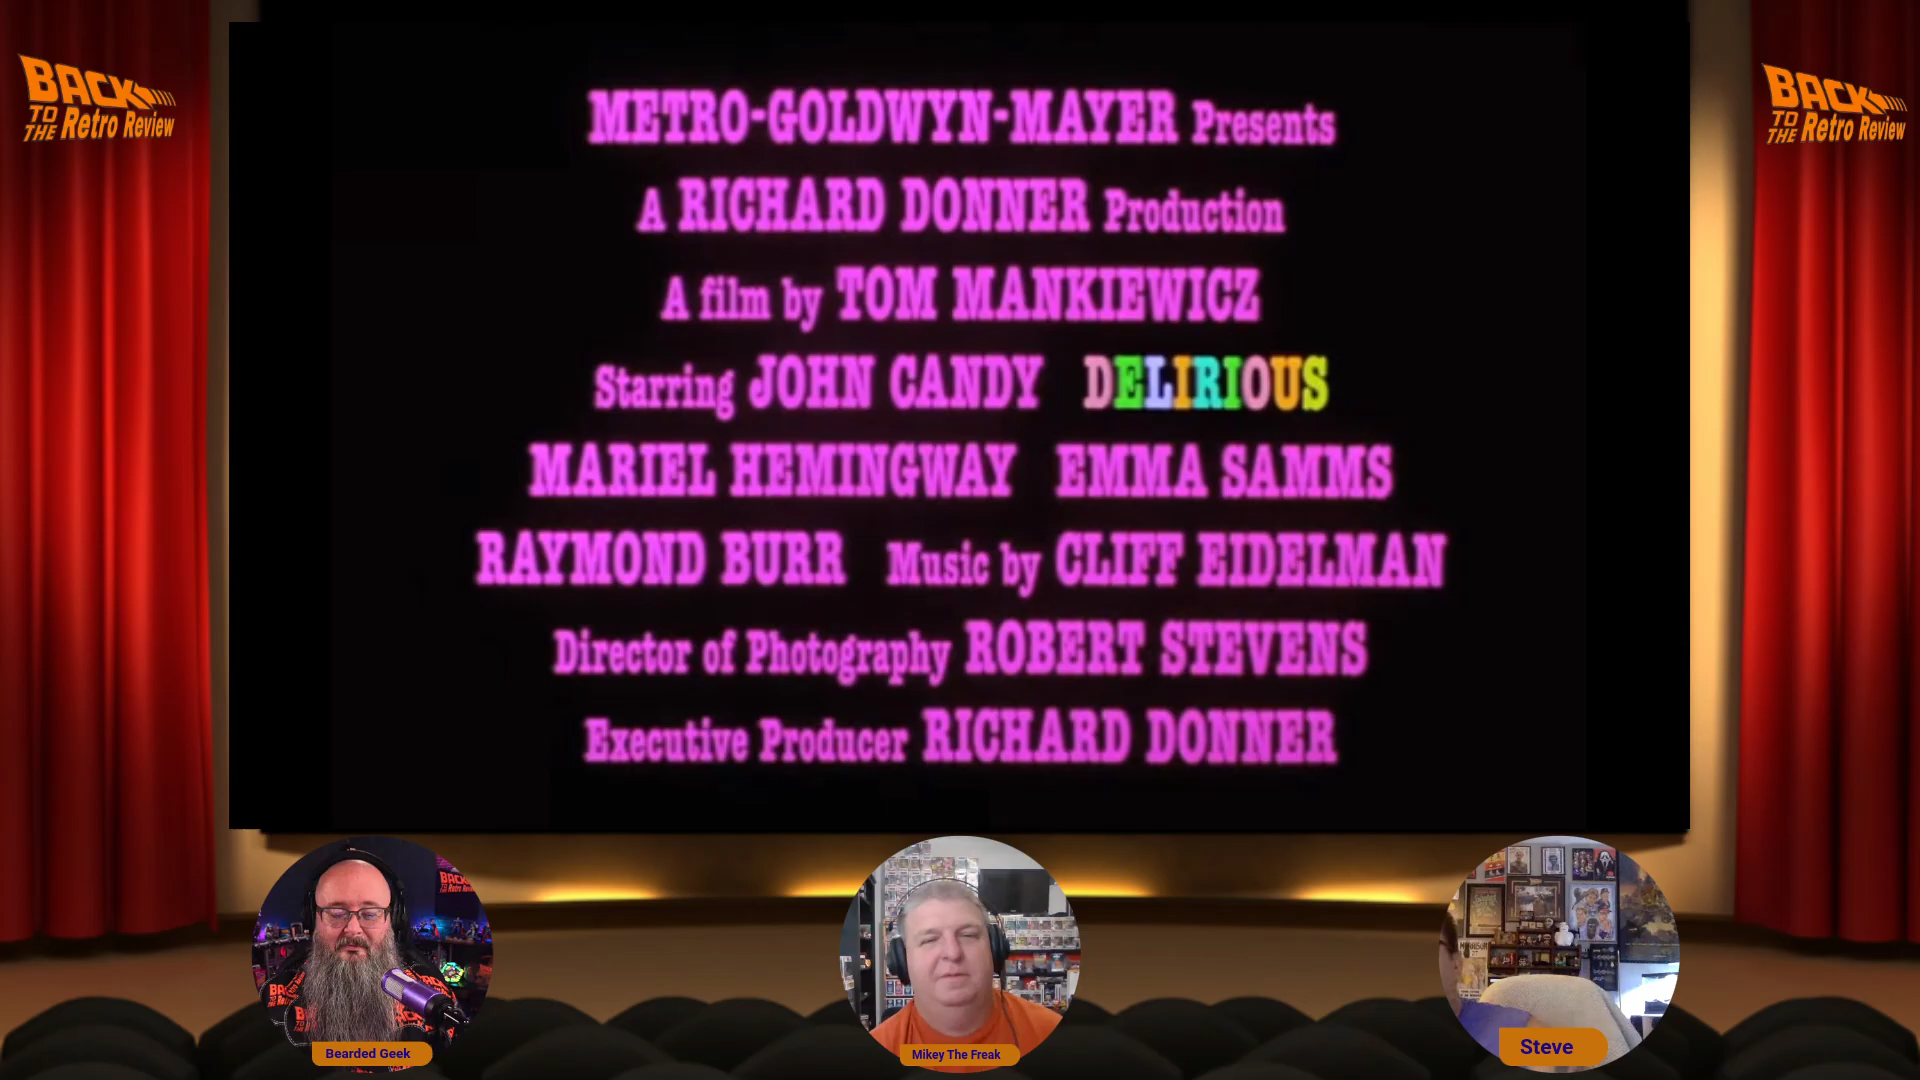 BACK
TO
THE Retro Review
BACK
TO
THE Retro Review
METRO-GOLDWYN-MAYER Presents
A RICHARD DONNER Production
A film by TOM MANKIEWICZ
Starring JOHN CANDY DELIRIOUS
MARIEL HEMINGWAY EMMA SAMMS
RAYMOND BURR Music by CLIFF EIDELMAN
Director of Photography ROBERT STEVENS
Executive Producer RICHARD DONNER
Bearded Geek
Mikey The Freak
Steve